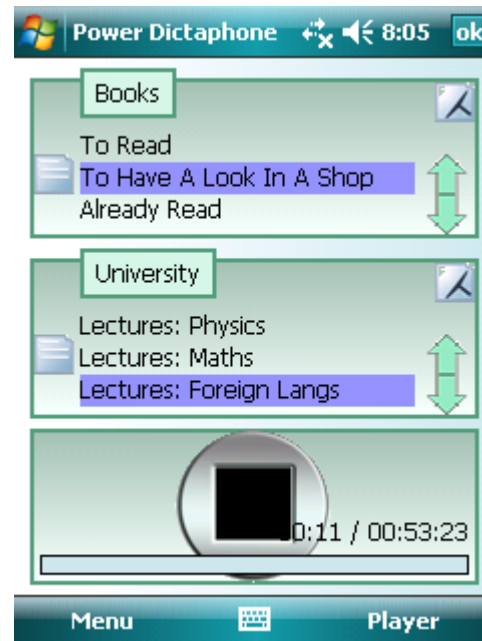 Power Dictaphone 8:05 ok
Books
To Read
To Have A Look In A Shop
Already Read
University
Lectures: Physics
Lectures: Maths
Lectures: Foreign Langs
:11 / 00:53:23
Menu Player